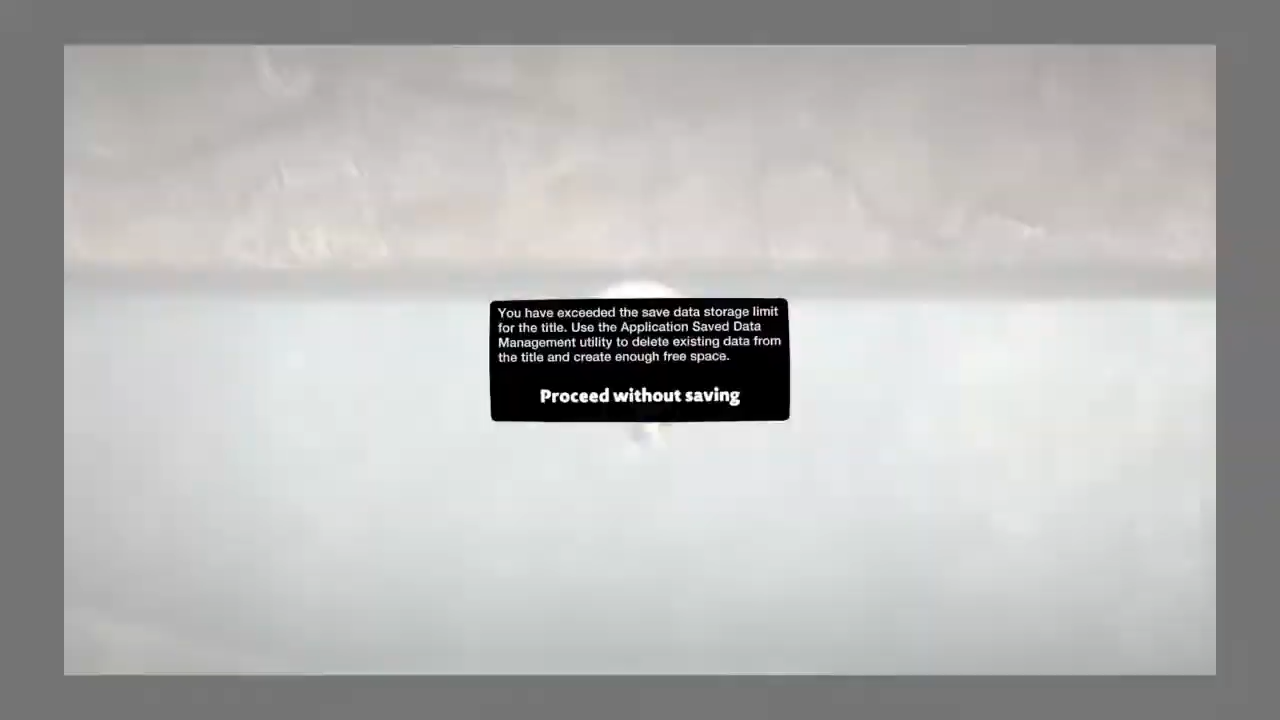 You have exceeded the save data storage limit
for the title. Use the Application Saved Data
Management utility to delete existing data from
the title and create enough free space.
Proceed without saving